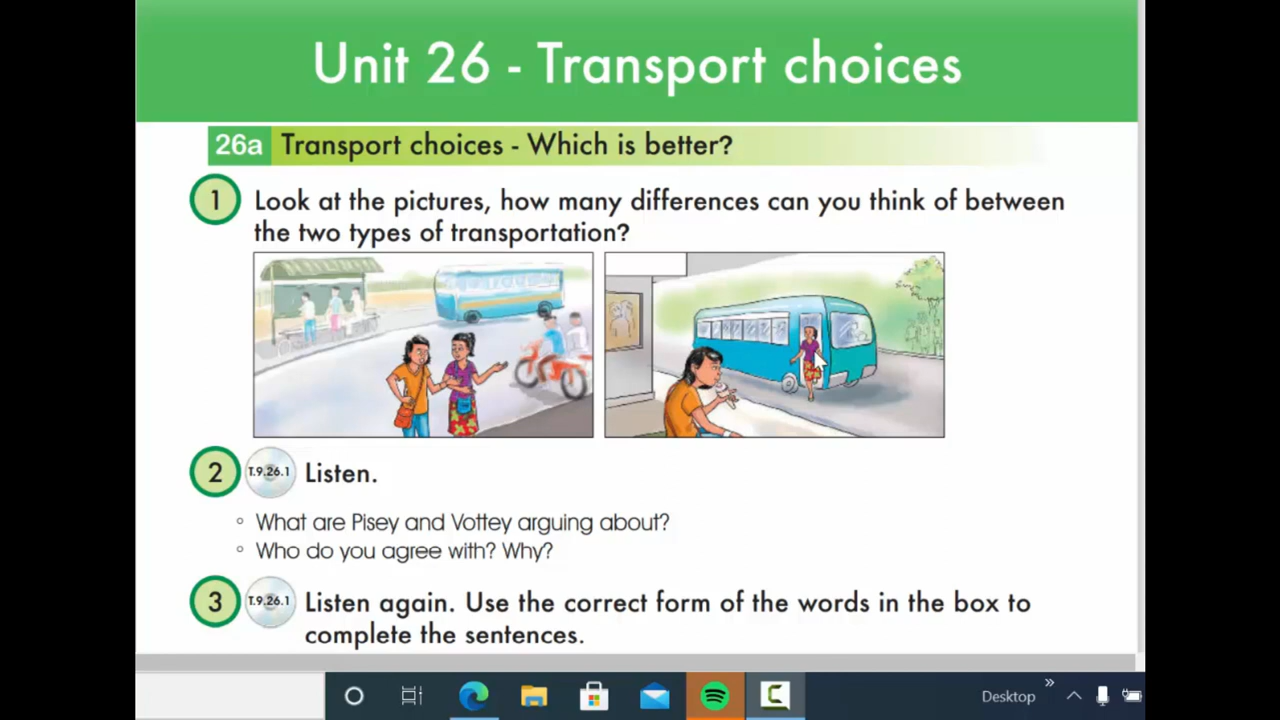 Unit 26 - Transport choices
26a Transport choices - Which is better?
1 Look at the pictures, how many differences can you think of between
the two types of transportation?
2 T.9.26.1 Listen.
° What are Pisey and Vottey arguing about?
° Who do you agree with? Why?
3 T.9.26.1 Listen again. Use the correct form of the words in the box to
complete the sentences.
Desktop »